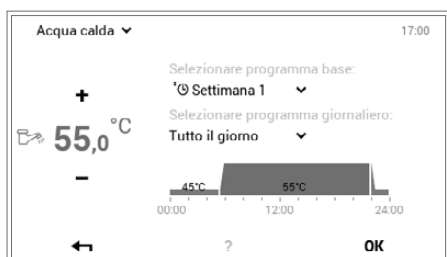 Acqua calda
17:00
Selezionare programma base:
Settimana 1
Selezionare programma giornaliero:
Tutto il giorno
+
55,0 °C
–
45°C 55°C
00:00 12:00 24:00
? OK